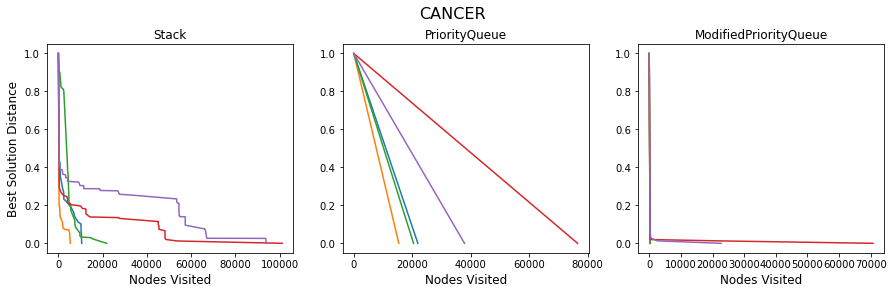 CANCER
Stack
PriorityQueue
ModifiedPriorityQueue
Best Solution Distance
1.0
0.8
0.6
0.4
0.2
0.0
0 20000 40000 60000 80000 100000
Nodes Visited
1.0
0.8
0.6
0.4
0.2
0.0
0 20000 40000 60000 80000
Nodes Visited
1.0
0.8
0.6
0.4
0.2
0.0
0 10000 20000 30000 40000 50000 60000 70000
Nodes Visited